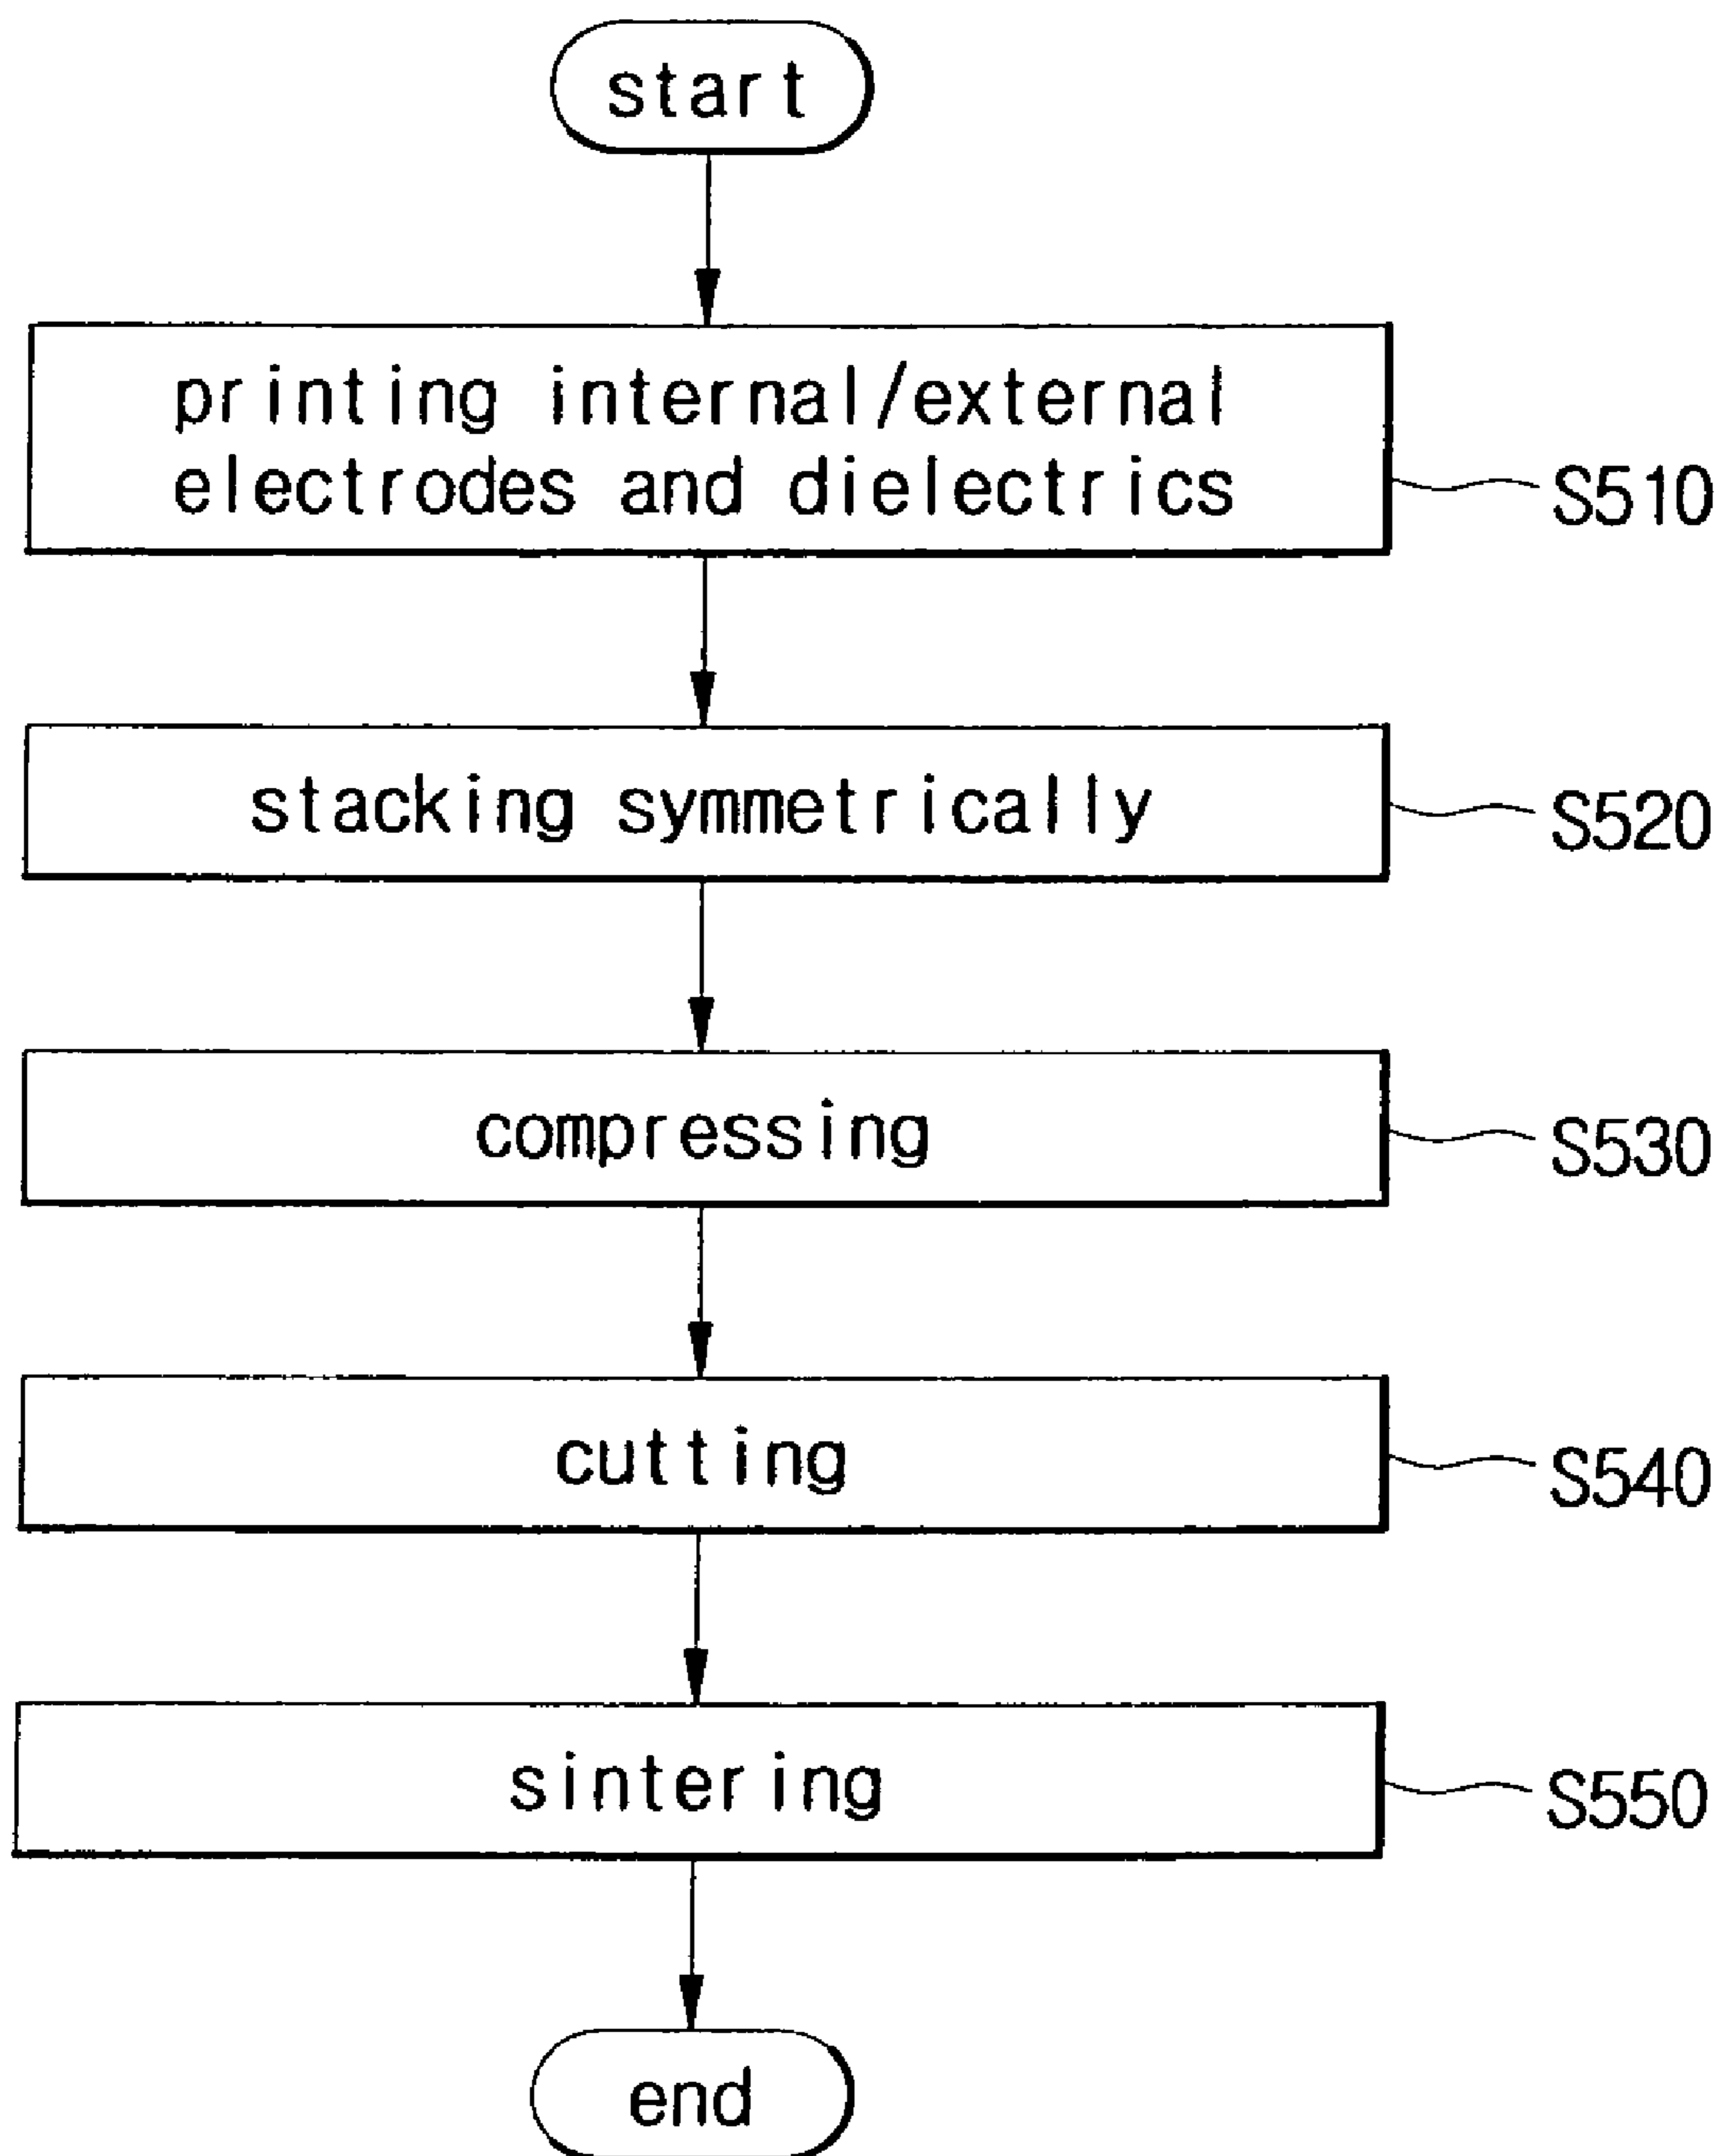 start
printing internal/external
electrodes and dielectrics
S510
stacking symmetrically
S520
compressing
S530
cutting
S540
sintering
S550
end